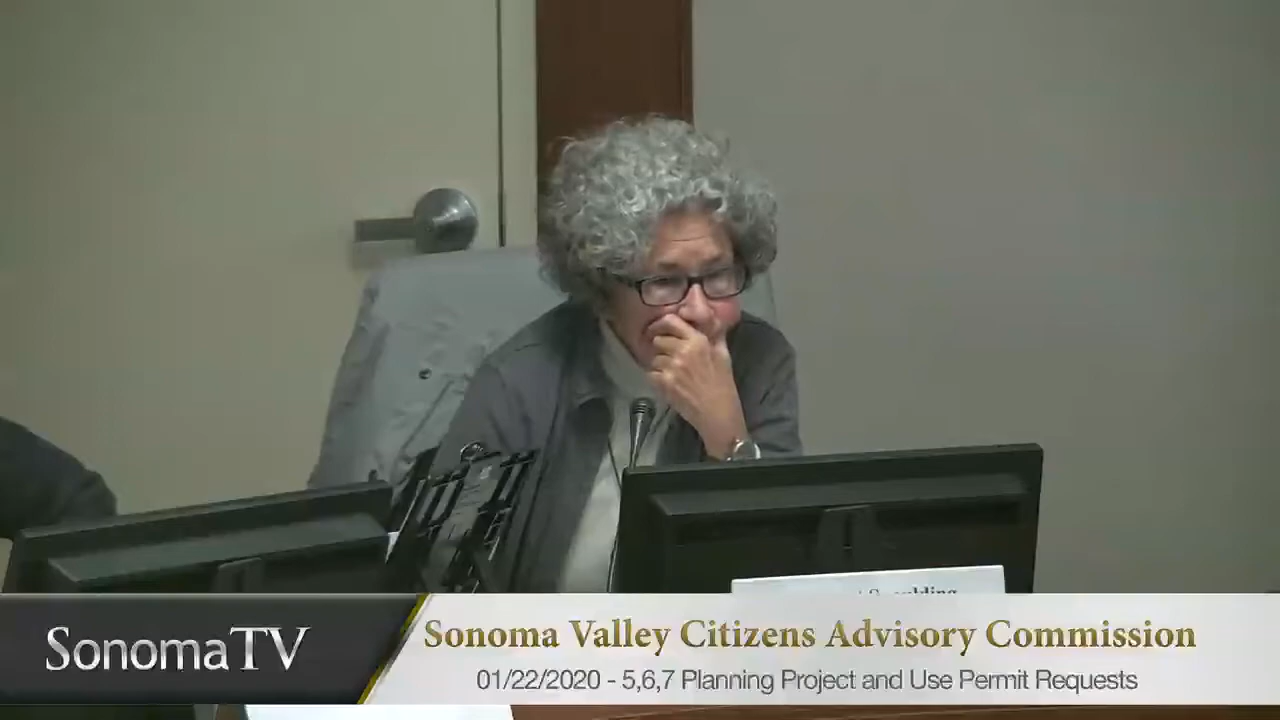 SonomaTV
Sonoma Valley Citizens Advisory Commission
01/22/2020 - 5,6,7 Planning Project and Use Permit Requests